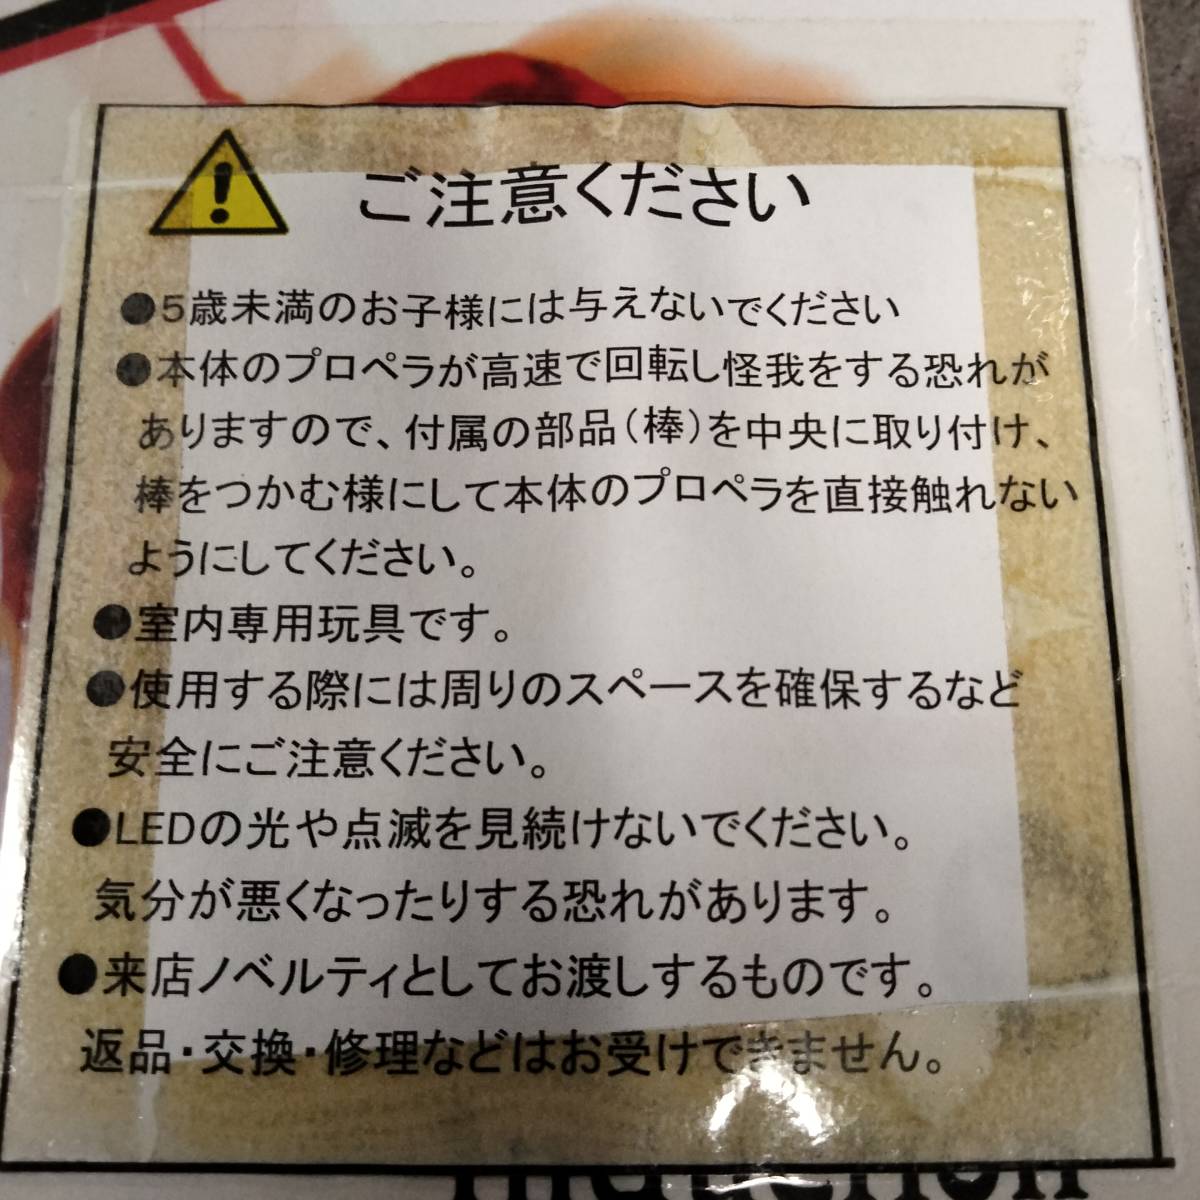 ご注意ください
●5歳未満のお子様には与えないでください
●本体のプロペラが高速で回転し怪我をする恐れが
ありますので、付属の部品(棒)を中央に取り付け、
棒をつかむ様にして本体のプロペラを直接触れない
ようにしてください。
●室内専用玩具です。
●使用する際には周りのスペースを確保するなど
安全にご注意ください。
●LEDの光や点滅を見続けないでください。
気分が悪くなったりする恐れがあります。
●来店ノベルティとしてお渡しするものです。
返品・交換・修理などはお受けできません。